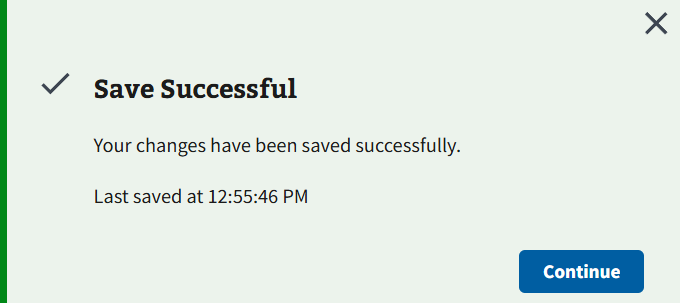 Save Successful
Your changes have been saved successfully.
Last saved at 12:55:46 PM
Continue